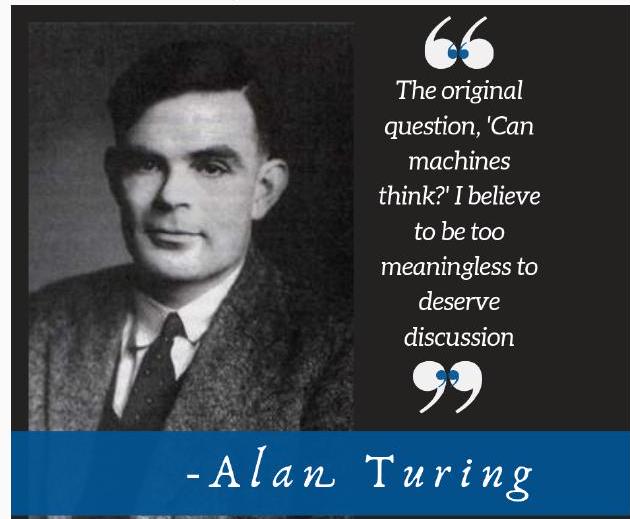 The original
question, 'Can
machines
think?' I believe
to be too
meaningless to
deserve
discussion
-Alan Turing